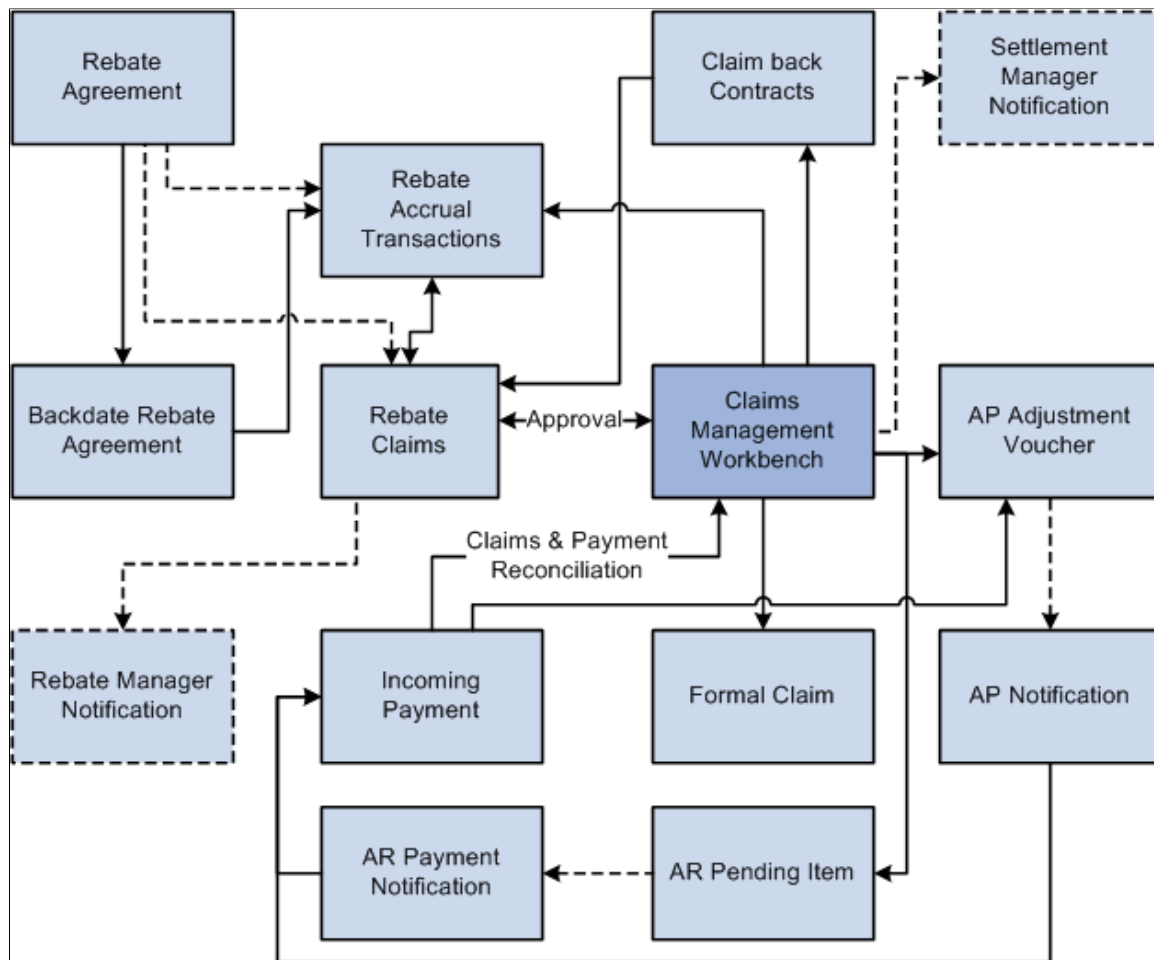 Rebate
Agreement
Claim back
Contracts
Settlement
Manager
Notification
Rebate
Accrual
Transactions
Backdate Rebate
Agreement
Rebate
Claims
Approval
Claims
Management
Workbench
AP Adjustment
Voucher
Claims & Payment
Reconciliation
Rebate Manager
Notification
Incoming
Payment
Formal Claim
AP Notification
AR Payment
Notification
AR Pending Item